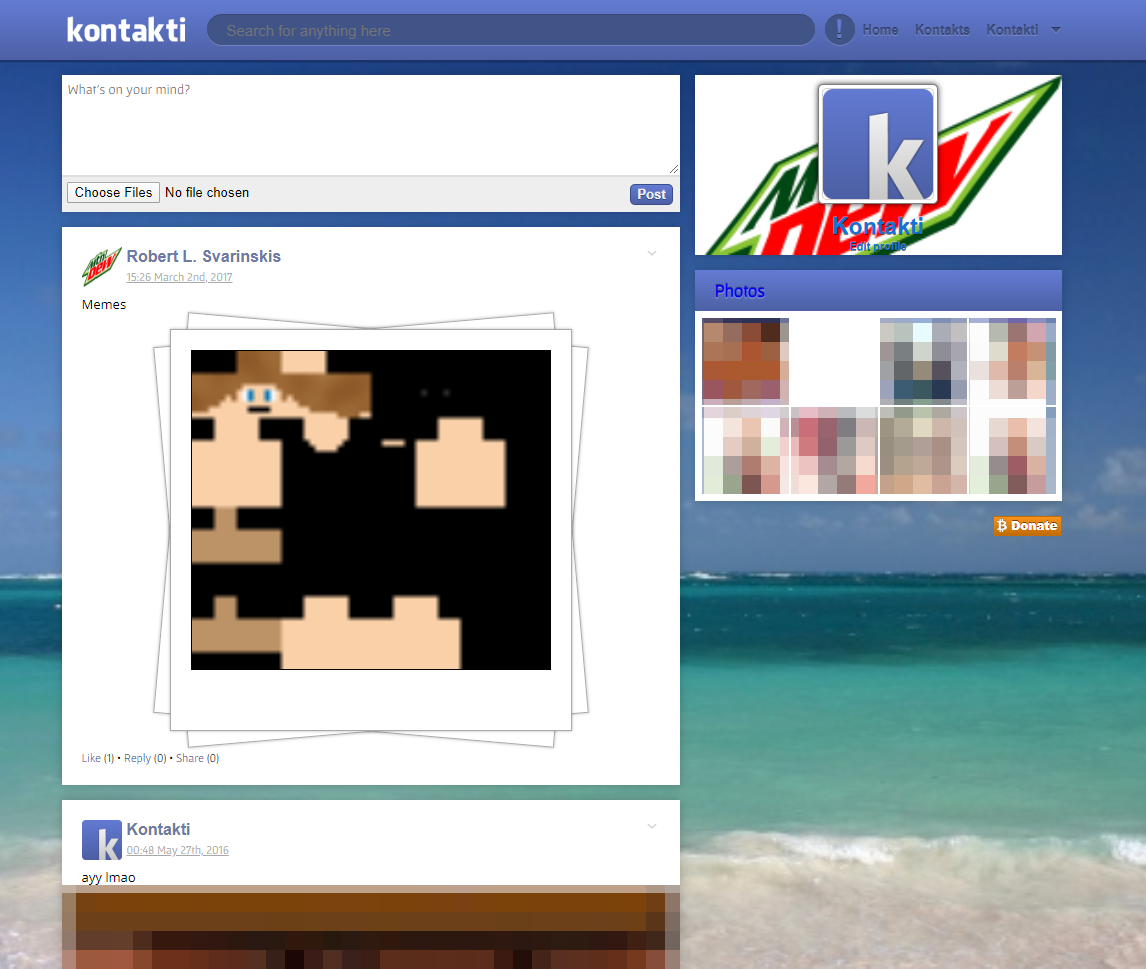 kontakti
Search for anything here
!
Home
Kontakts
Kontakti
What's on your mind?
Choose Files No file chosen
Post
Robert L. Svarinskis
15:26 March 2nd, 2017
Memes
Like (1) • Reply (0) • Share (0)
Kontakti
00:48 May 27th, 2016
ayy lmao
k
Kontakti
Edit profile
Photos
Donate